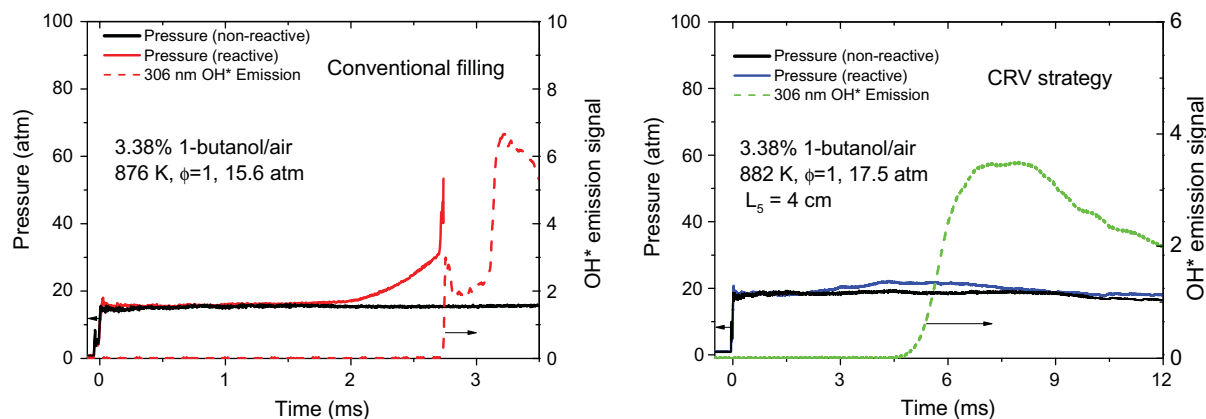 100
80
60
40
20
0
Pressure (atm)
Pressure (non-reactive)
Pressure (reactive)
306 nm OH* Emission
Conventional filling
3.38% 1-butanol/air
876 K, ϕ=1, 15.6 atm
10
8
6
4
2
0
OH* emission signal
0 1 2 3
Time (ms)
100
80
60
40
20
0
Pressure (atm)
Pressure (non-reactive)
Pressure (reactive)
306 nm OH* Emission
CRV strategy
3.38% 1-butanol/air
882 K, ϕ=1, 17.5 atm
L₅ = 4 cm
6
4
2
0
OH* emission signal
0 3 6 9 12
Time (ms)